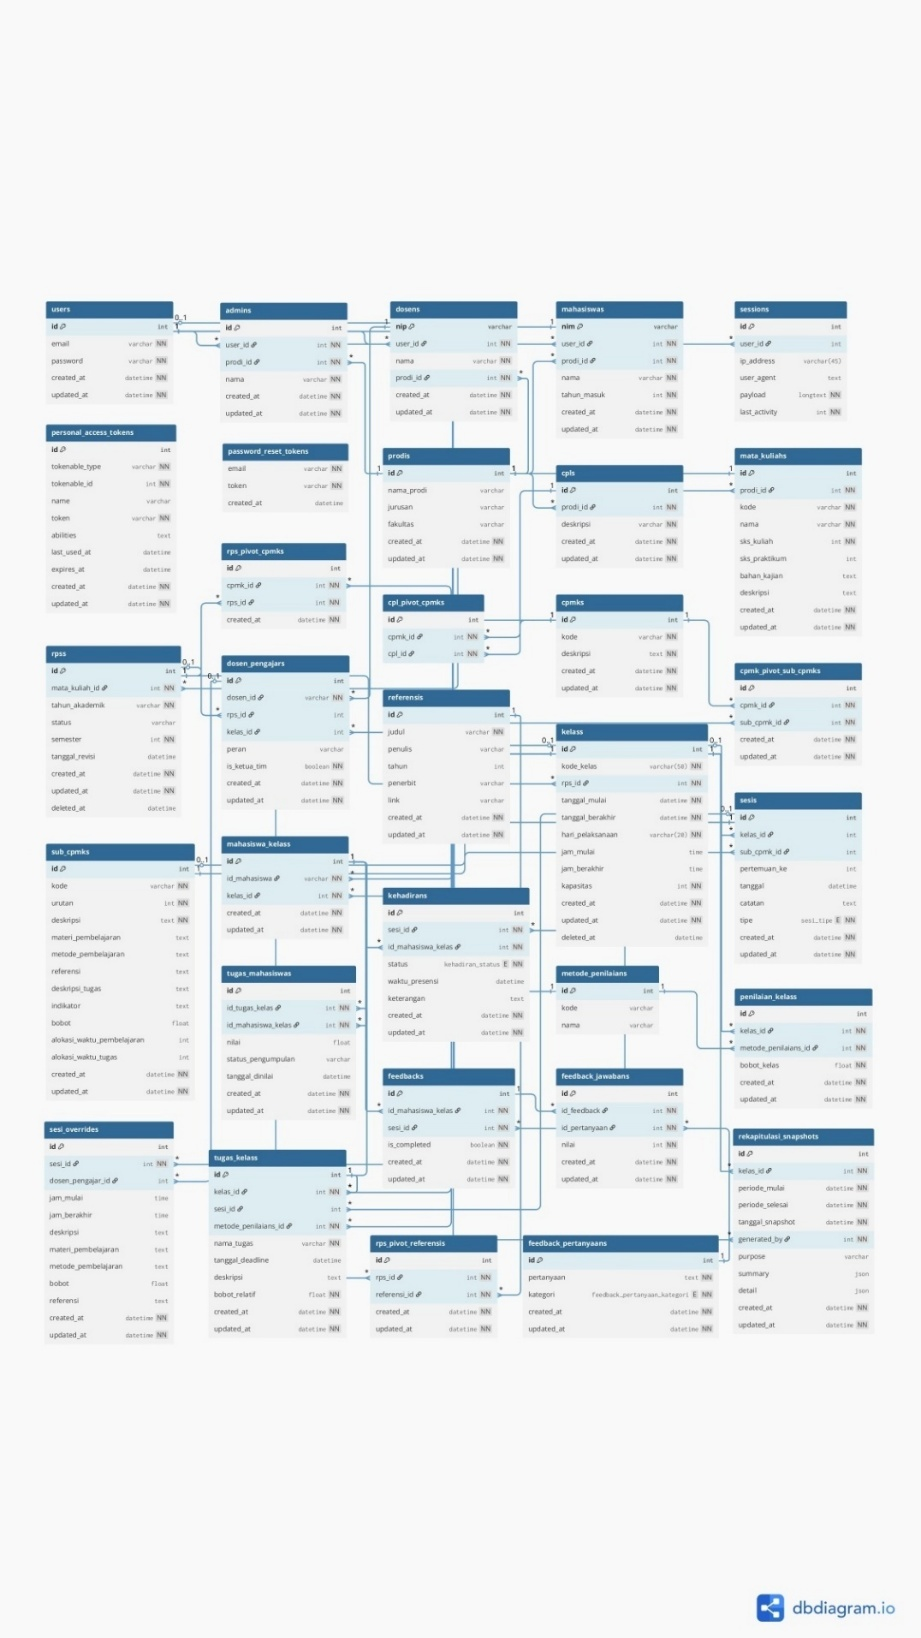 users
id int
email varchar NN
password varchar NN
created_at datetime NN
updated_at datetime NN
admins
id int
user_id int NN
prodi_id int NN
nama varchar NN
created_at datetime NN
updated_at datetime NN
dosens
nip varchar
user_id int NN
nama varchar NN
prodi_id int NN
created_at datetime NN
updated_at datetime NN
mahasiswas
nim varchar
user_id int NN
prodi_id int NN
nama varchar NN
tahun_masuk int NN
created_at datetime NN
updated_at datetime NN
sessions
id int
user_id int
ip_address varchar(45)
user_agent text
payload longtext NN
last_activity int NN
personal_access_tokens
id int
tokenable_type varchar NN
tokenable_id int NN
name varchar
token varchar NN
abilities text
last_used_at datetime
expires_at datetime
created_at datetime NN
updated_at datetime NN
password_reset_tokens
email varchar NN
token varchar NN
created_at datetime
prodis
id int
nama_prodi varchar
jurusan varchar
fakultas varchar
created_at datetime NN
updated_at datetime NN
cpls
id int
prodi_id int NN
deskripsi text NN
created_at datetime NN
updated_at datetime NN
mata_kuliahs
id int
prodi_id int NN
kode varchar NN
nama varchar NN
sks_kuliah int NN
sks_praktikum int
bahan_kajian text
deskripsi text
created_at datetime NN
updated_at datetime NN
rps_pivot_cpmks
id int
cpmk_id int NN
rps_id int NN
created_at datetime NN
cpl_pivot_cpmks
id int
cpmk_id int NN
cpl_id int NN
cpmks
id int
kode varchar NN
deskripsi text NN
created_at datetime NN
updated_at datetime NN
rpss
id int
mata_kuliah_id int NN
tahun_akademik varchar NN
status varchar
semester int NN
tanggal_revisi datetime
created_at datetime NN
updated_at datetime NN
deleted_at datetime
dosen_pengajars
id int
dosen_id varchar NN
rps_id int
kelas_id int NN
peran varchar
is_ketua_tim boolean NN
created_at datetime NN
updated_at datetime NN
referensis
id int
judul varchar NN
penulis varchar
tahun int
penerbit varchar
link varchar
created_at datetime NN
updated_at datetime NN
cpmk_pivot_sub_cpmks
id int
cpmk_id int NN
sub_cpmk_id int NN
created_at datetime NN
updated_at datetime NN
kelass
id int
kode_kelas varchar(50) NN
rps_id int NN
tanggal_mulai datetime NN
tanggal_berakhir datetime NN
hari_pelaksanaan varchar(20) NN
jam_mulai time
jam_berakhir time
kapasitas int NN
created_at datetime NN
updated_at datetime NN
deleted_at datetime
sesis
id int
kelas_id int
sub_cpmk_id int
pertemuan_ke int
tanggal datetime
catatan text
tipe sesi_tipe E NN
created_at datetime NN
updated_at datetime NN
sub_cpmks
id int
kode varchar NN
urutan int NN
deskripsi text NN
materi_pembelajaran text
metode_pembelajaran text
referensi text
deskripsi_tugas text
indikator text
bobot float
alokasi_waktu_pembelajaran int
alokasi_waktu_tugas int
created_at datetime NN
updated_at datetime NN
mahasiswa_kelass
id int
id_mahasiswa varchar NN
kelas_id int NN
created_at datetime NN
updated_at datetime NN
kehadirans
id int
sesi_id int NN
id_mahasiswa_kelas int NN
status kehadiran_status E NN
waktu_presensi datetime
keterangan text
created_at datetime NN
updated_at datetime NN
tugas_mahasiswas
id int
id_tugas_kelas int NN
id_mahasiswa_kelas int NN
nilai float
status_pengumpulan varchar
tanggal_dinilai datetime
created_at datetime NN
updated_at datetime NN
metode_penilaians
id int
kode varchar
nama varchar
penilaian_kelass
id int
kelas_id int NN
metode_penilaians_id int NN
bobot_kelas float NN
created_at datetime NN
updated_at datetime NN
feedbacks
id int
id_mahasiswa_kelas int NN
sesi_id int NN
is_completed boolean NN
created_at datetime NN
updated_at datetime NN
feedback_jawabans
id int
id_feedback int NN
id_pertanyaan int NN
nilai int NN
created_at datetime NN
updated_at datetime NN
sesi_overrides
id int
sesi_id int NN
dosen_pengajar_id int
jam_mulai time
jam_berakhir time
deskripsi text
materi_pembelajaran text
metode_pembelajaran text
bobot float
referensi text
created_at datetime NN
updated_at datetime NN
tugas_kelass
id int
kelas_id int NN
sesi_id int
metode_penilaians_id int NN
nama_tugas varchar NN
tanggal_deadline datetime
deskripsi text
bobot_relatif float NN
created_at datetime NN
updated_at datetime NN
rps_pivot_referensis
id int
rps_id int NN
referensi_id int NN
created_at datetime NN
updated_at datetime NN
feedback_pertanyaans
id int
pertanyaan text NN
kategori feedback_pertanyaan_kategori E NN
created_at datetime NN
updated_at datetime NN
rekapitulasi_snapshots
id int
kelas_id int NN
periode_mulai datetime NN
periode_selesai datetime NN
tanggal_snapshot datetime NN
generated_by int NN
purpose varchar
summary json
detail json
created_at datetime NN
updated_at datetime NN
dbdiagram.io